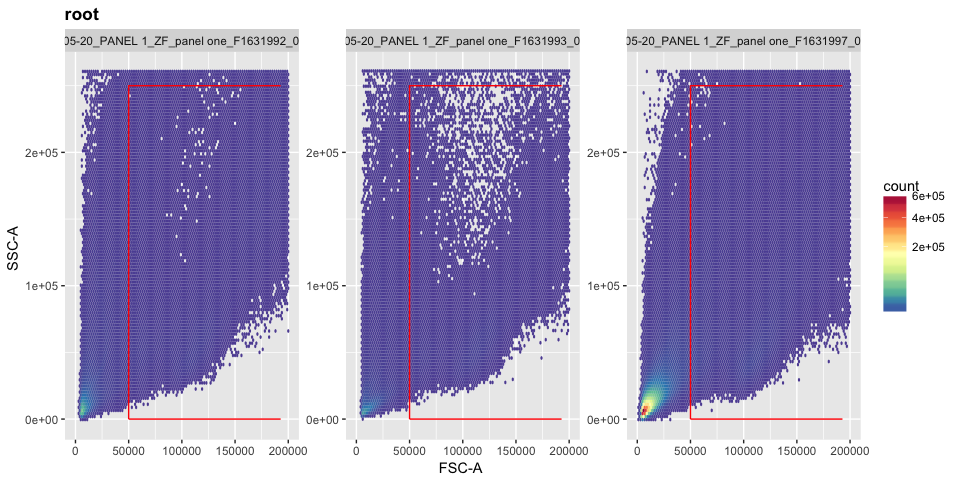 root
05-20_PANEL 1_ZF_panel one_F1631992_0
05-20_PANEL 1_ZF_panel one_F1631993_0
05-20_PANEL 1_ZF_panel one_F1631997_0
SSC-A
2e+05
1e+05
0e+00
2e+05
1e+05
0e+00
2e+05
1e+05
0e+00
0 50000 100000 150000 200000
0 50000 100000 150000 200000
0 50000 100000 150000 200000
FSC-A
count
6e+05
4e+05
2e+05